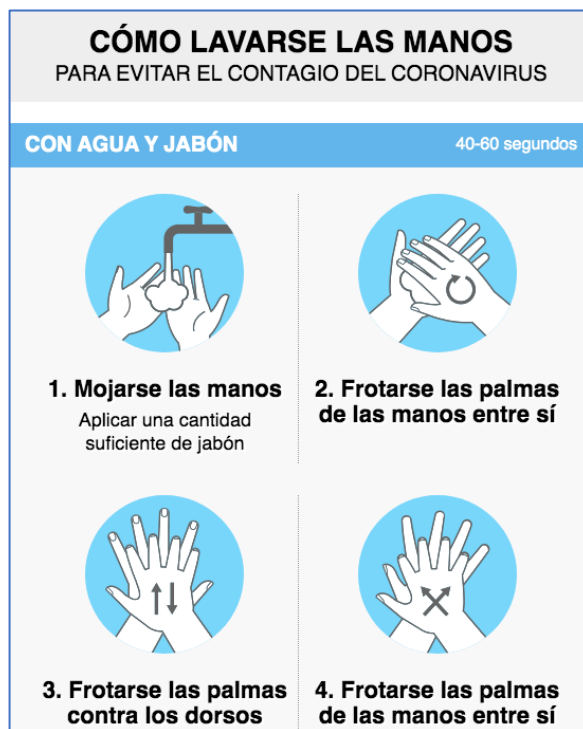 CÓMO LAVARSE LAS MANOS
PARA EVITAR EL CONTAGIO DEL CORONAVIRUS
CON AGUA Y JABÓN
40-60 segundos
1. Mojarse las manos
Aplicar una cantidad
suficiente de jabón
2. Frotarse las palmas
de las manos entre sí
3. Frotarse las palmas
contra los dorsos
4. Frotarse las palmas
de las manos entre sí